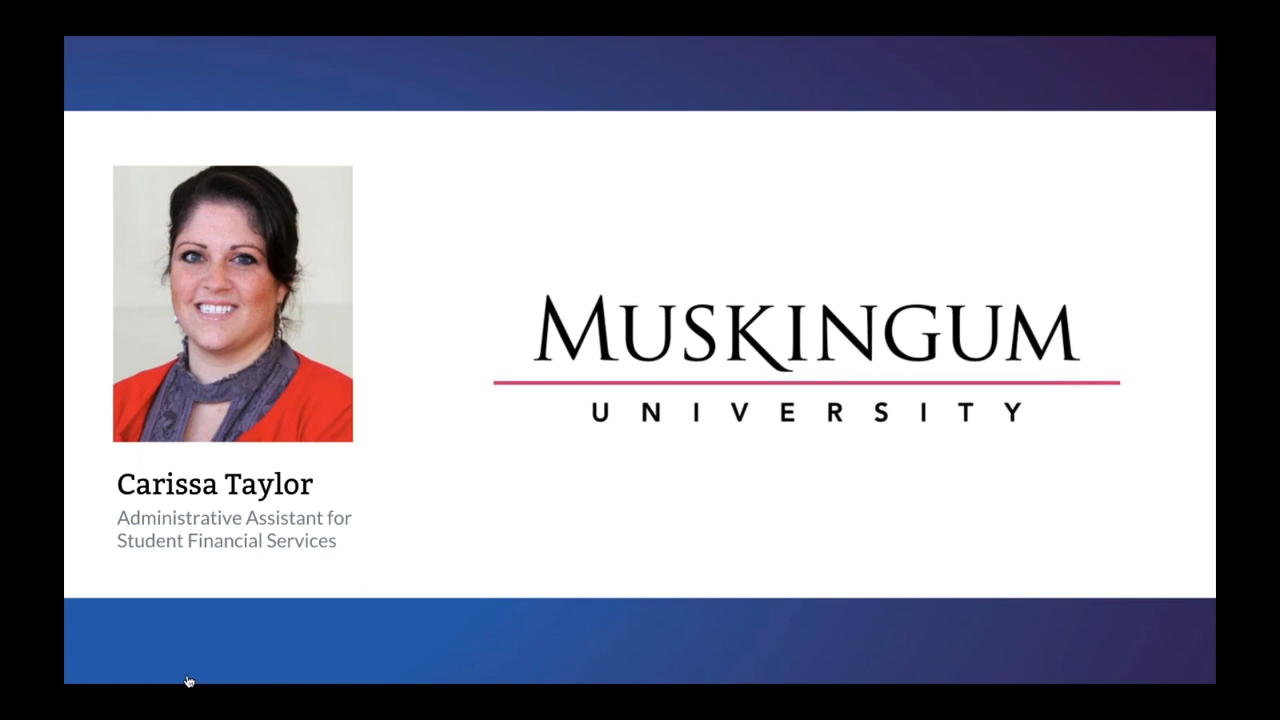 MUSKINGUM
UNIVERSITY
Carissa Taylor
Administrative Assistant for
Student Financial Services